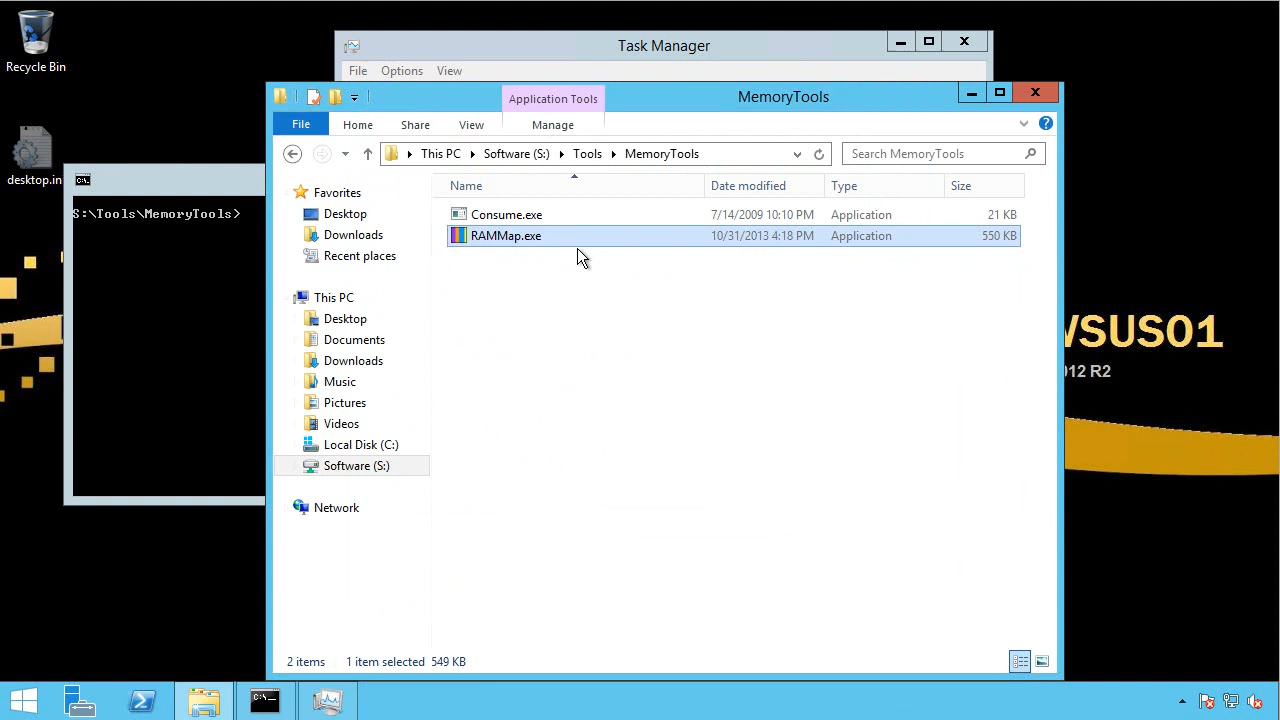 Recycle Bin
desktop.in
S:\Tools\MemoryTools>
Task Manager
File Options View
Application Tools
MemoryTools
File Home Share View Manage
This PC Software (S:) Tools MemoryTools
Search MemoryTools
Name Date modified Type Size
Consume.exe 7/14/2009 10:10 PM Application 21 KB
RAMMap.exe 10/31/2013 4:18 PM Application 550 KB
Favorites
Desktop
Downloads
Recent places
This PC
Desktop
Documents
Downloads
Music
Pictures
Videos
Local Disk (C:)
Software (S:)
Network
2 items 1 item selected 549 KB
WSUS01
012 R2